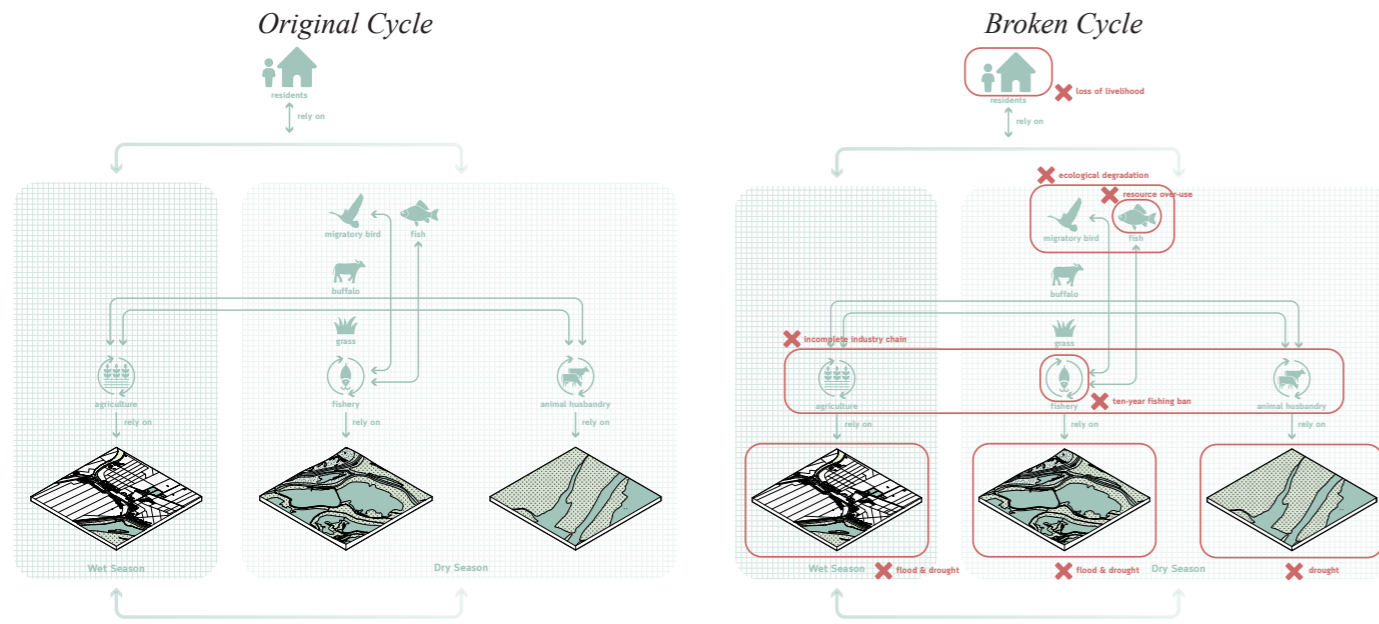 Original Cycle
residents
rely on
migratory bird
fish
buffalo
grass
agriculture
fishery
animal husbandry
rely on
rely on
rely on
Wet Season
Dry Season
Broken Cycle
loss of livelihood
residents
rely on
ecological degradation
resource over-use
migratory bird
fish
buffalo
incomplete industry chain
grass
agriculture
fishery
ten-year fishing ban
animal husbandry
rely on
rely on
rely on
Wet Season
flood & drought
flood & drought
Dry Season
drought